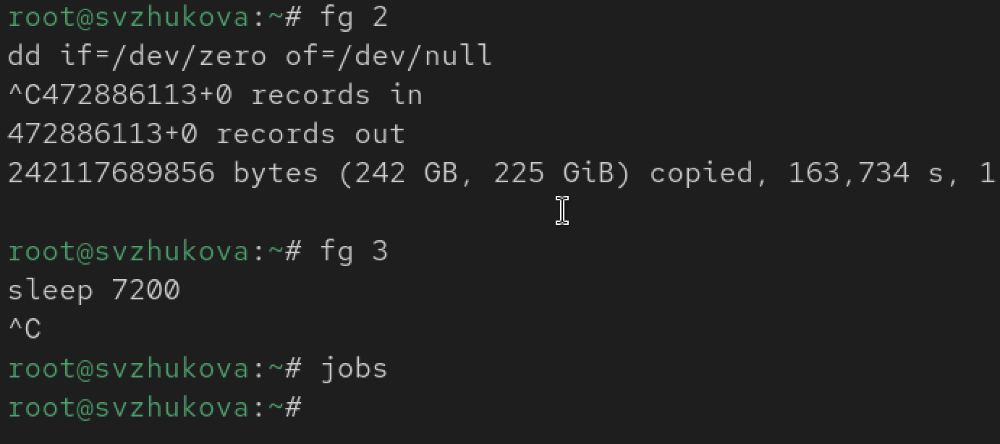 root@svzhukova:~# fg 2
dd if=/dev/zero of=/dev/null
^C472886113+0 records in
472886113+0 records out
242117689856 bytes (242 GB, 225 GiB) copied, 163,734 s, 1
root@svzhukova:~# fg 3
sleep 7200
^C
root@svzhukova:~# jobs
root@svzhukova:~#